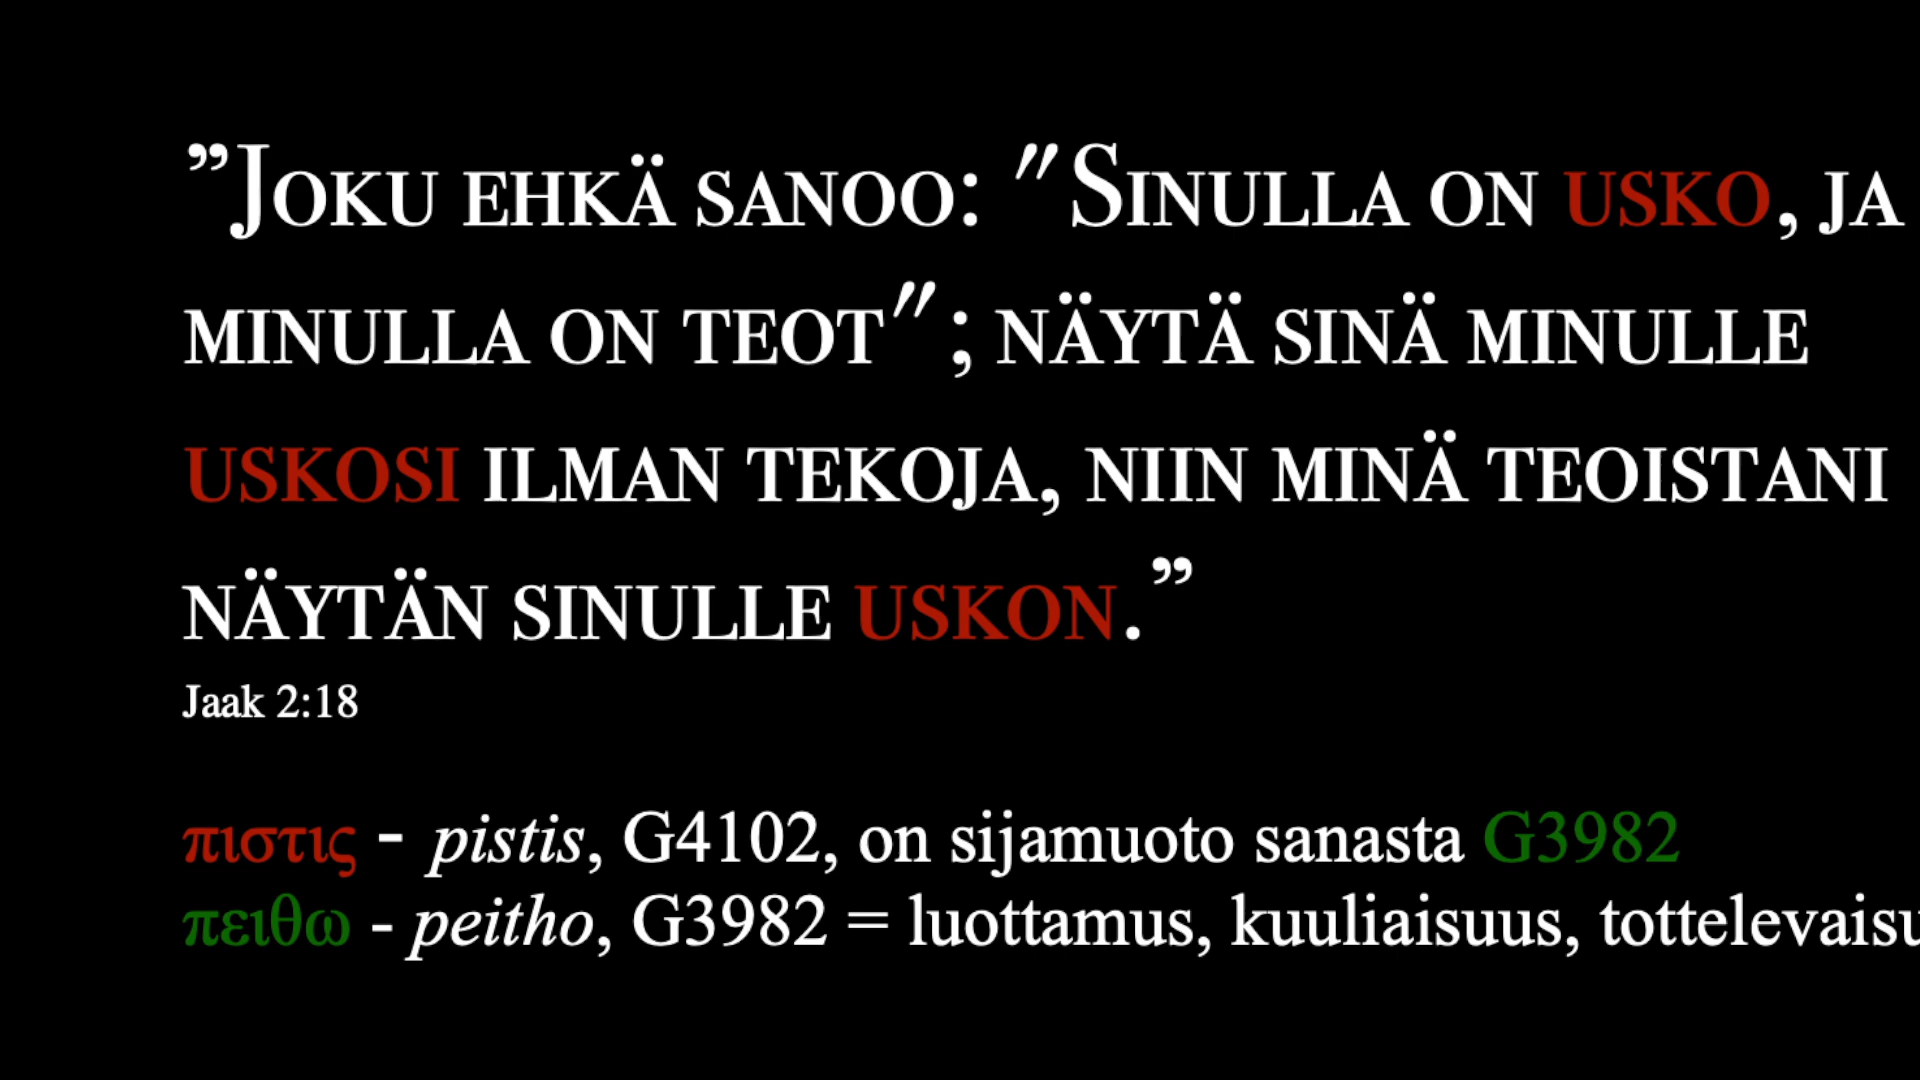 ”Joku ehkä sanoo: "Sinulla on usko, ja
minulla on teot"; näytä sinä minulle
uskosi ilman tekoja, niin minä teoistani
näytän sinulle uskon.”
Jaak 2:18
πιστις - pistis, G4102, on sijamuoto sanasta G3982
πειθω - peitho, G3982 = luottamus, kuuliaisuus,